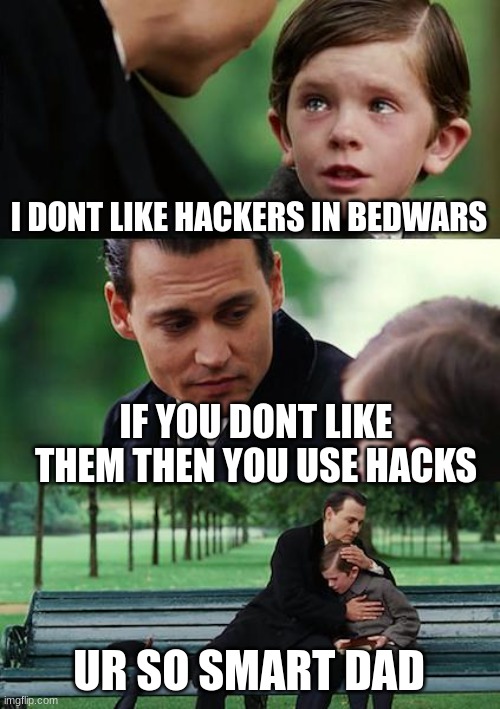 I DONT LIKE HACKERS IN BEDWARS
IF YOU DONT LIKE
THEM THEN YOU USE HACKS
UR SO SMART DAD
imgflip.com